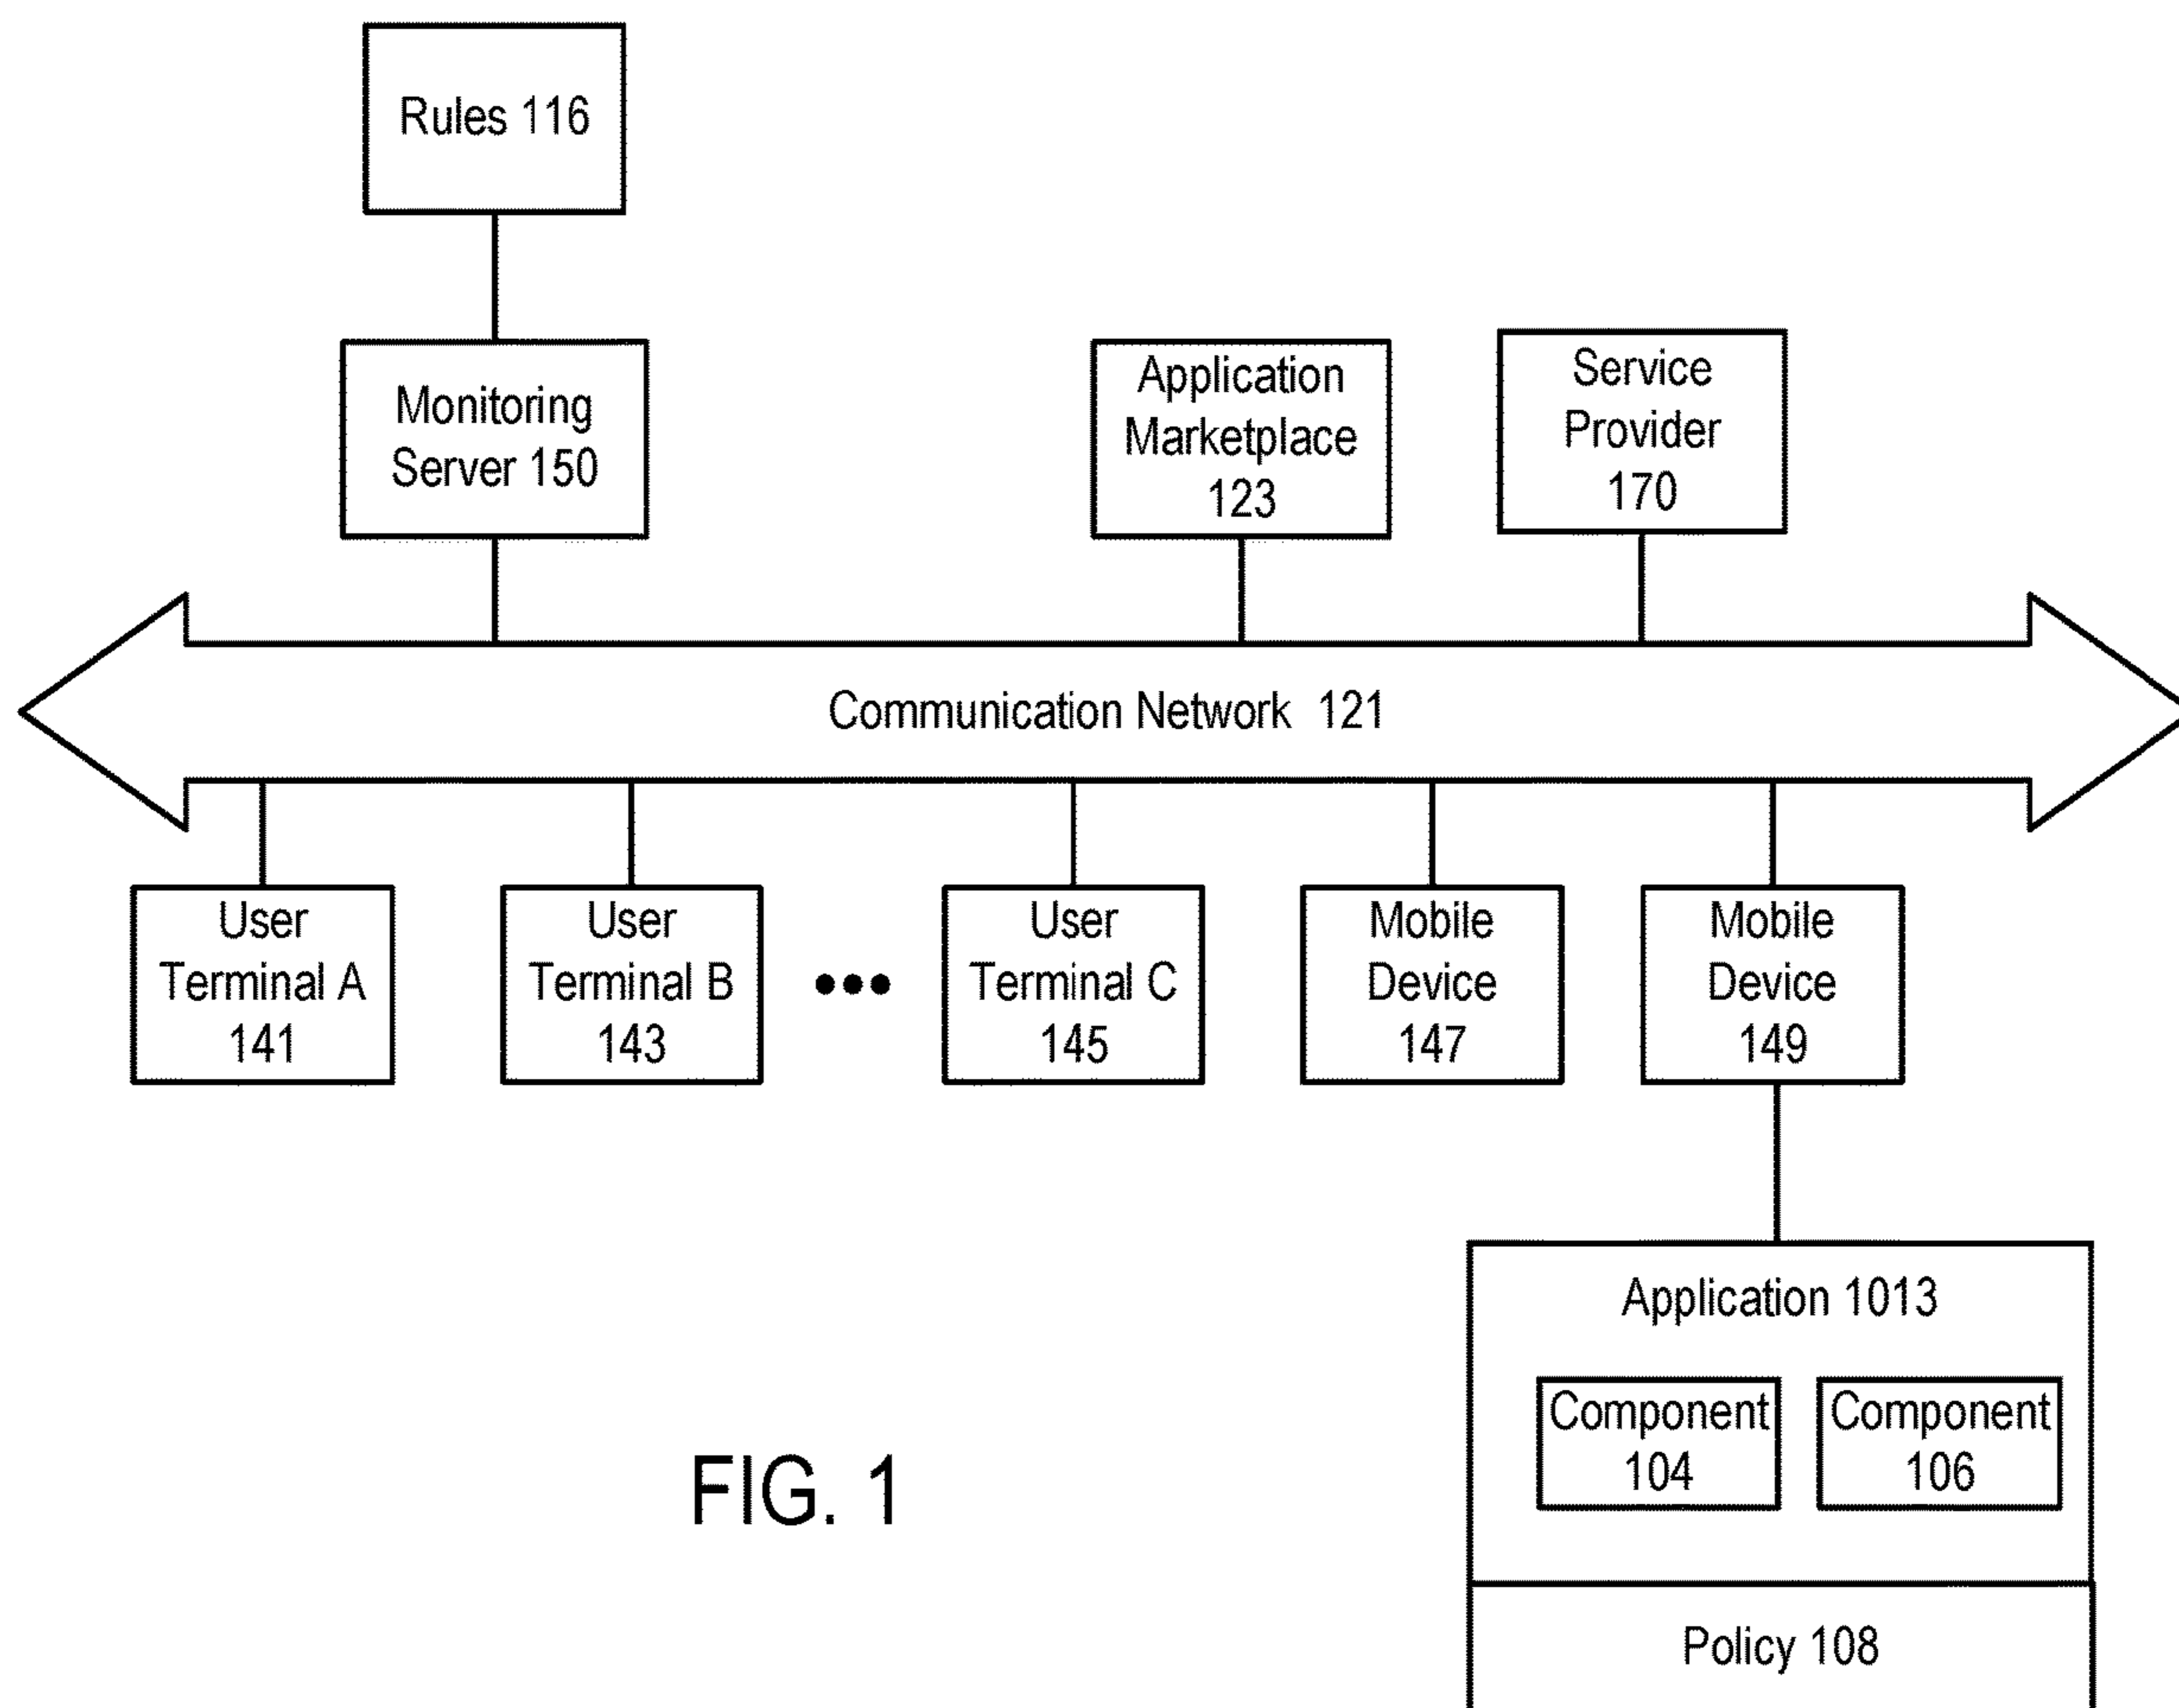 Rules 116
Monitoring
Server 150
Application
Marketplace
123
Service
Provider
170
Communication Network 121
User
Terminal A
141
User
Terminal B
143
•••
User
Terminal C
145
Mobile
Device
147
Mobile
Device
149
Application 1013
Component
104
Component
106
Policy 108
FIG. 1